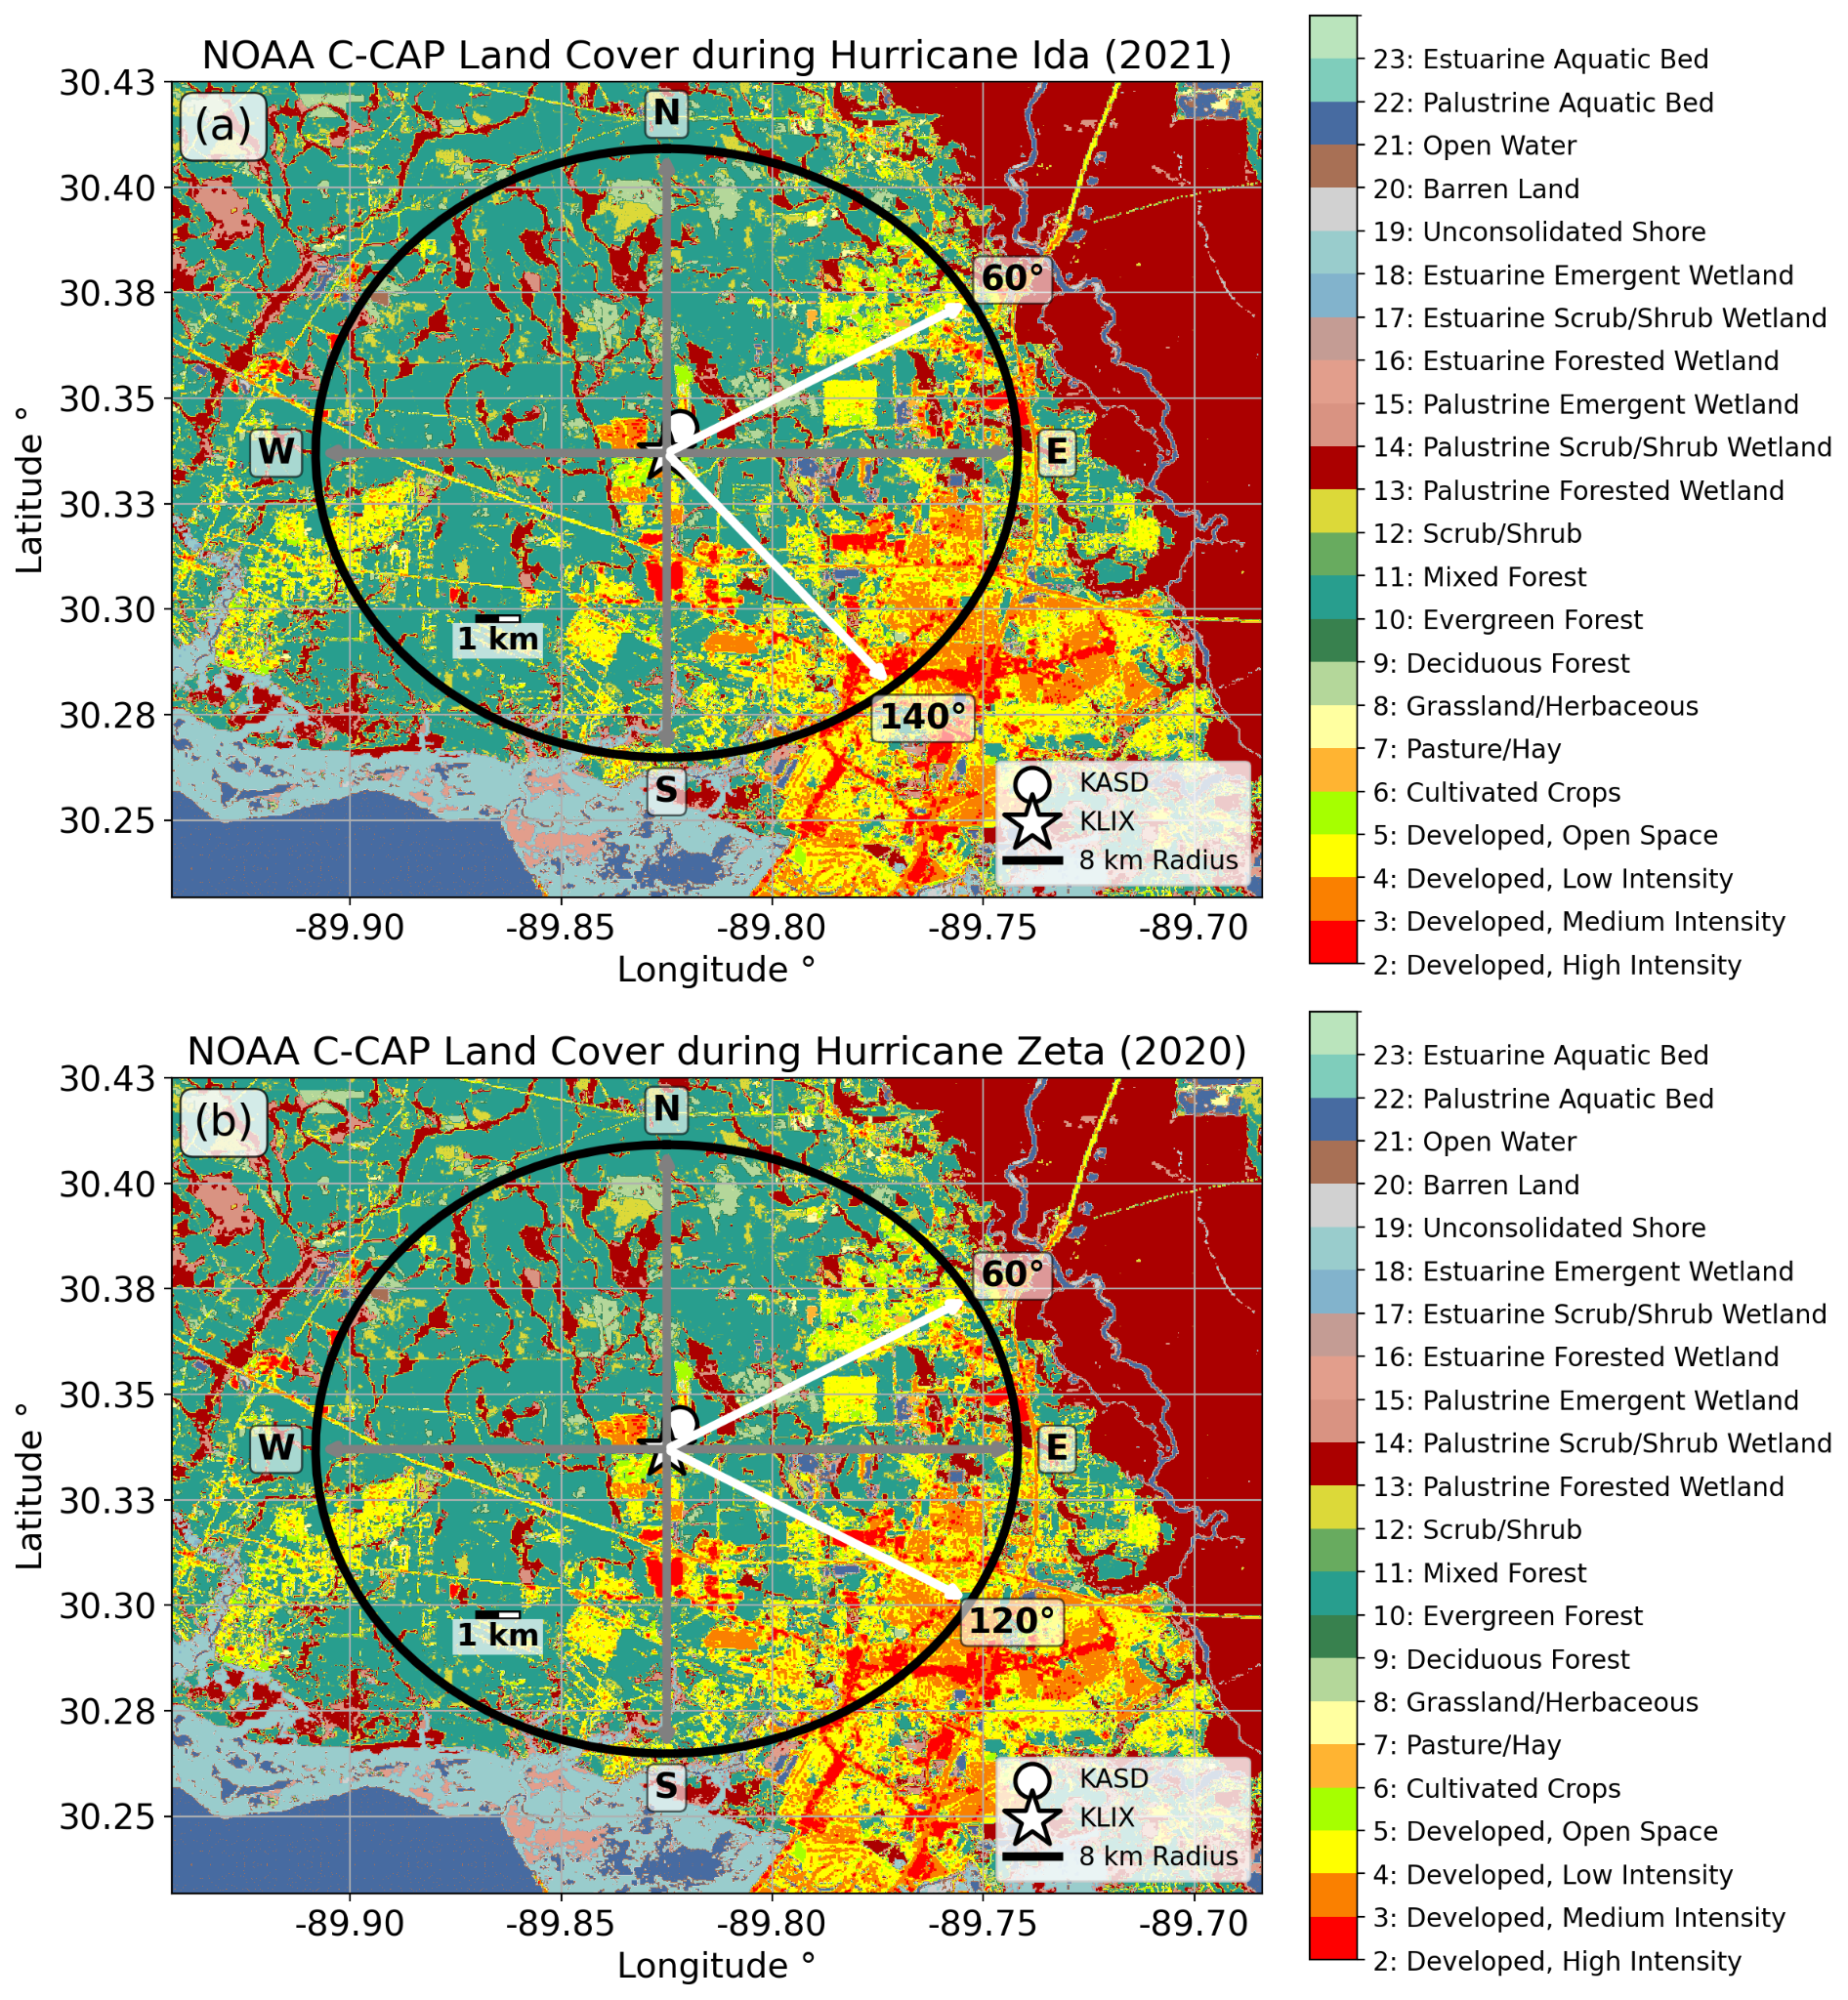 NOAA C-CAP Land Cover during Hurricane Ida (2021)
(a)
N
60°
W
E
1 km
140°
S
KASD
KLIX
8 km Radius
30.43
30.40
30.38
30.35
30.33
30.30
30.28
30.25
Latitude °
-89.90
-89.85
-89.80
-89.75
-89.70
Longitude °
23: Estuarine Aquatic Bed
22: Palustrine Aquatic Bed
21: Open Water
20: Barren Land
19: Unconsolidated Shore
18: Estuarine Emergent Wetland
17: Estuarine Scrub/Shrub Wetland
16: Estuarine Forested Wetland
15: Palustrine Emergent Wetland
14: Palustrine Scrub/Shrub Wetland
13: Palustrine Forested Wetland
12: Scrub/Shrub
11: Mixed Forest
10: Evergreen Forest
9: Deciduous Forest
8: Grassland/Herbaceous
7: Pasture/Hay
6: Cultivated Crops
5: Developed, Open Space
4: Developed, Low Intensity
3: Developed, Medium Intensity
2: Developed, High Intensity
NOAA C-CAP Land Cover during Hurricane Zeta (2020)
(b)
N
60°
W
E
120°
1 km
S
KASD
KLIX
8 km Radius
30.43
30.40
30.38
30.35
30.33
30.30
30.28
30.25
Latitude °
-89.90
-89.85
-89.80
-89.75
-89.70
Longitude °
23: Estuarine Aquatic Bed
22: Palustrine Aquatic Bed
21: Open Water
20: Barren Land
19: Unconsolidated Shore
18: Estuarine Emergent Wetland
17: Estuarine Scrub/Shrub Wetland
16: Estuarine Forested Wetland
15: Palustrine Emergent Wetland
14: Palustrine Scrub/Shrub Wetland
13: Palustrine Forested Wetland
12: Scrub/Shrub
11: Mixed Forest
10: Evergreen Forest
9: Deciduous Forest
8: Grassland/Herbaceous
7: Pasture/Hay
6: Cultivated Crops
5: Developed, Open Space
4: Developed, Low Intensity
3: Developed, Medium Intensity
2: Developed, High Intensity